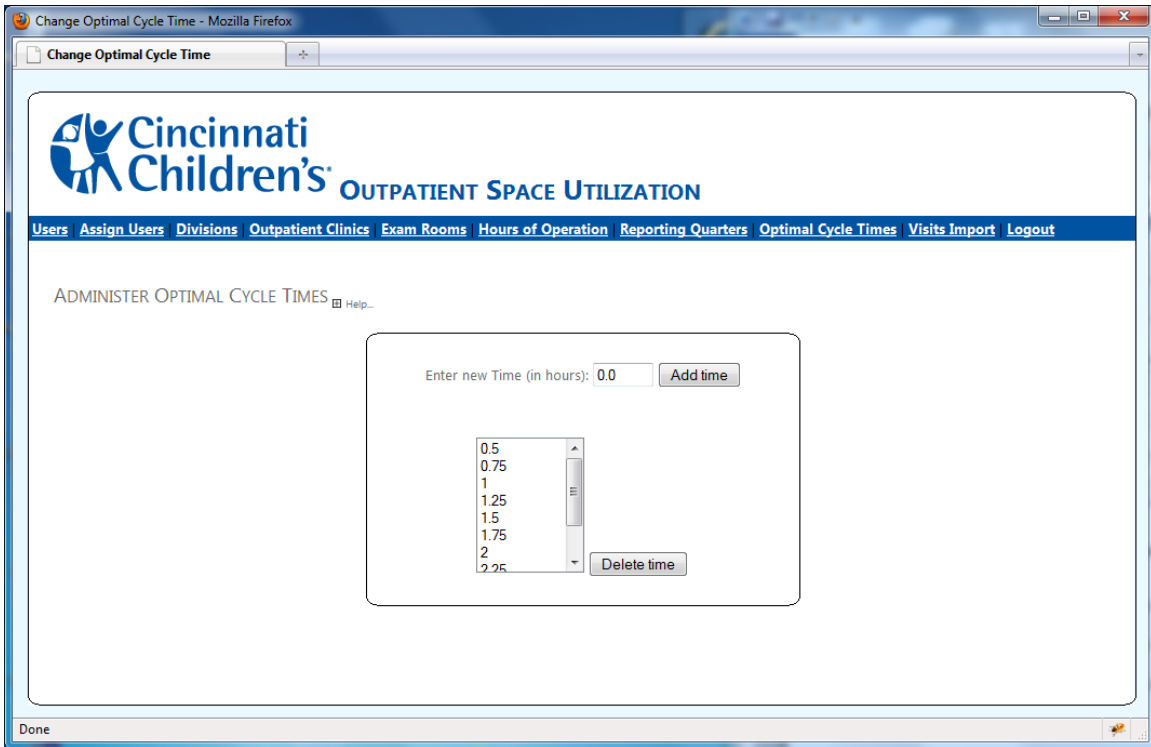 Change Optimal Cycle Time - Mozilla Firefox
Change Optimal Cycle Time
Cincinnati
Children's
OUTPATIENT SPACE UTILIZATION
Users | Assign Users | Divisions | Outpatient Clinics | Exam Rooms | Hours of Operation | Reporting Quarters | Optimal Cycle Times | Visits Import | Logout
ADMINISTER OPTIMAL CYCLE TIMES Help...
Enter new Time (in hours): 0.0 Add time
0.5
0.75
1
1.25
1.5
1.75
2
2.25
Delete time
Done